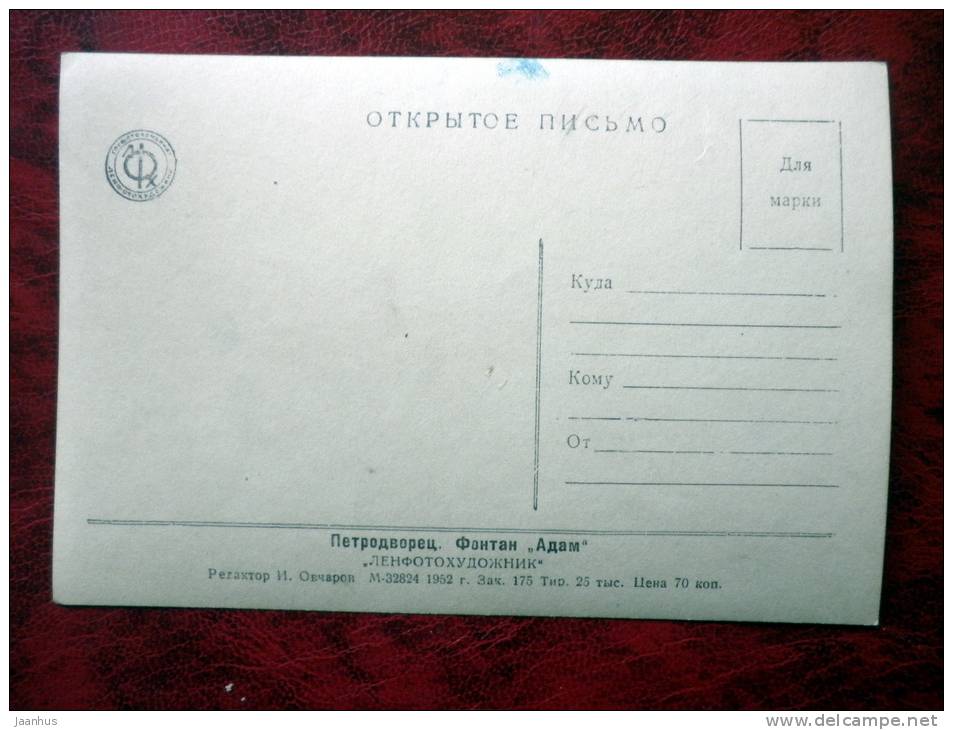 ОТКРЫТОЕ ПИСЬМО
ЛЕНФОТОХУДОЖНИК
Для
марки
Куда
Кому
От
Петродворец. Фонтан „Адам“
„ЛЕНФОТОХУДОЖНИК“
Редактор И. Овчаров М-32824 1952 г. Зак. 175 Тир. 25 тыс. Цена 70 коп.
Jaanhus
www.delcampe.net